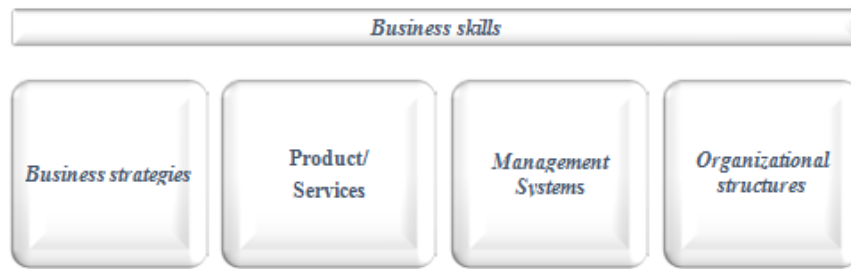 Business skills
Business strategies
Product/
Services
Management
Systems
Organizational
structures